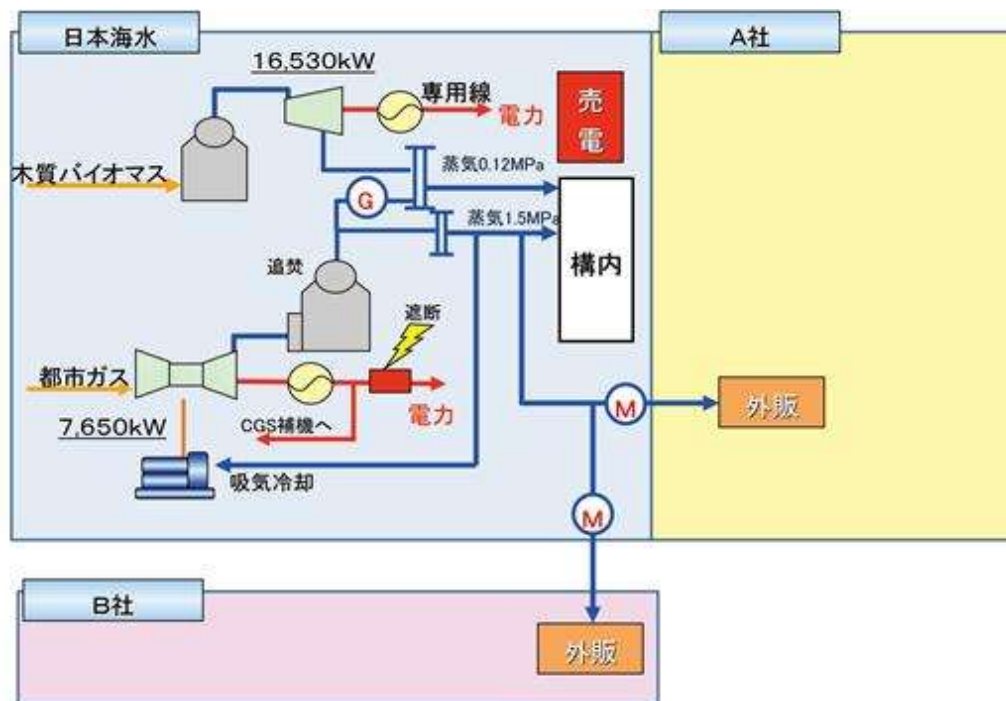 日本海水
A社
16,530kW
専用線
電力
売電
木質バイオマス
蒸気0.12MPa
G
蒸気1.5MPa
構内
追焚
遮断
都市ガス
電力
7,650kW
CGS補機へ
吸気冷却
M
外販
M
B社
外販